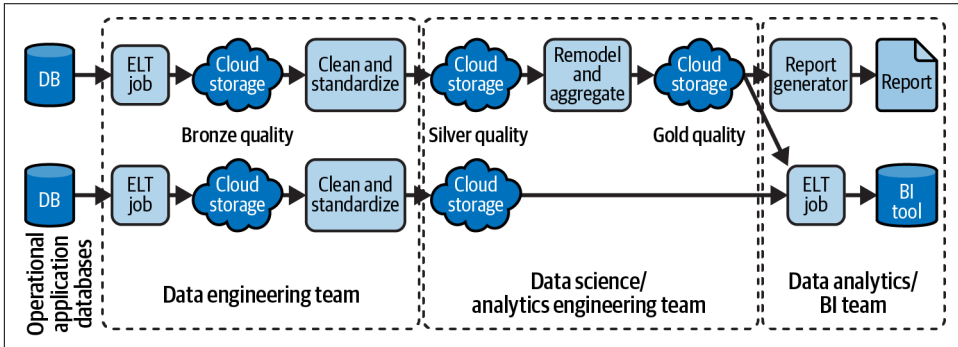 DB
ELT
job
Cloud
storage
Clean and
standardize
Cloud
storage
Remodel
and
aggregate
Cloud
storage
Report
generator
Report
Bronze quality
Silver quality
Gold quality
DB
ELT
job
Cloud
storage
Clean and
standardize
Cloud
storage
ELT
job
BI
tool
Operational
application
databases
Data engineering team
Data science/
analytics engineering team
Data analytics/
BI team